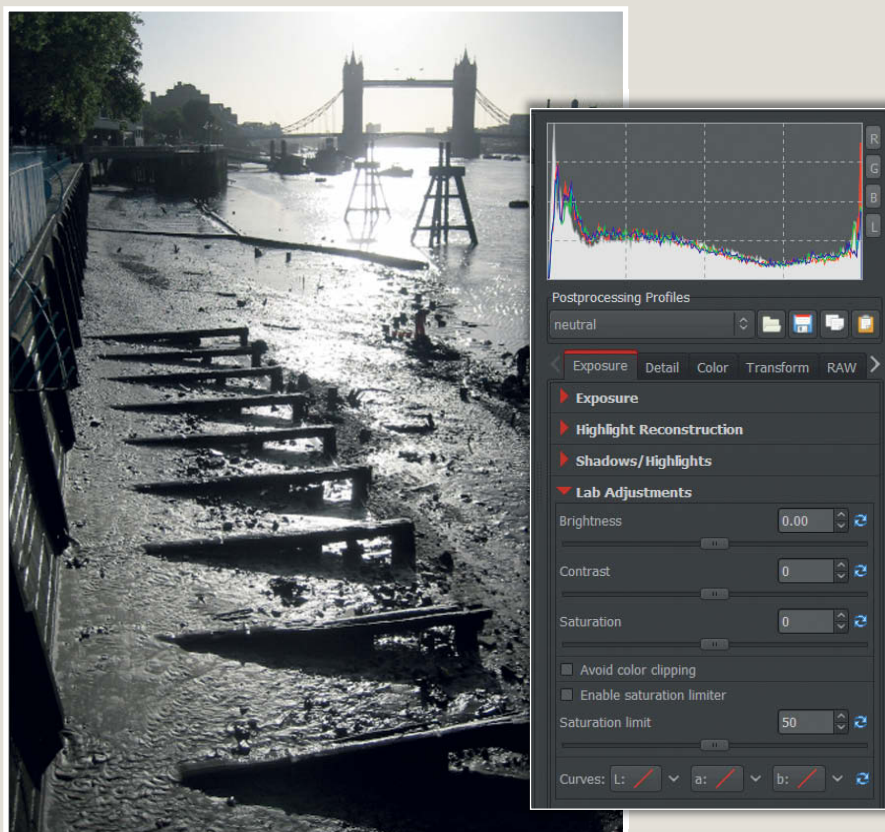 R
G
B
L
Postprocessing Profiles
neutral
Exposure Detail Color Transform RAW
Exposure
Highlight Reconstruction
Shadows/Highlights
Lab Adjustments
Brightness 0.00
Contrast 0
Saturation 0
Avoid color clipping
Enable saturation limiter
Saturation limit 50
Curves: L: a: b: